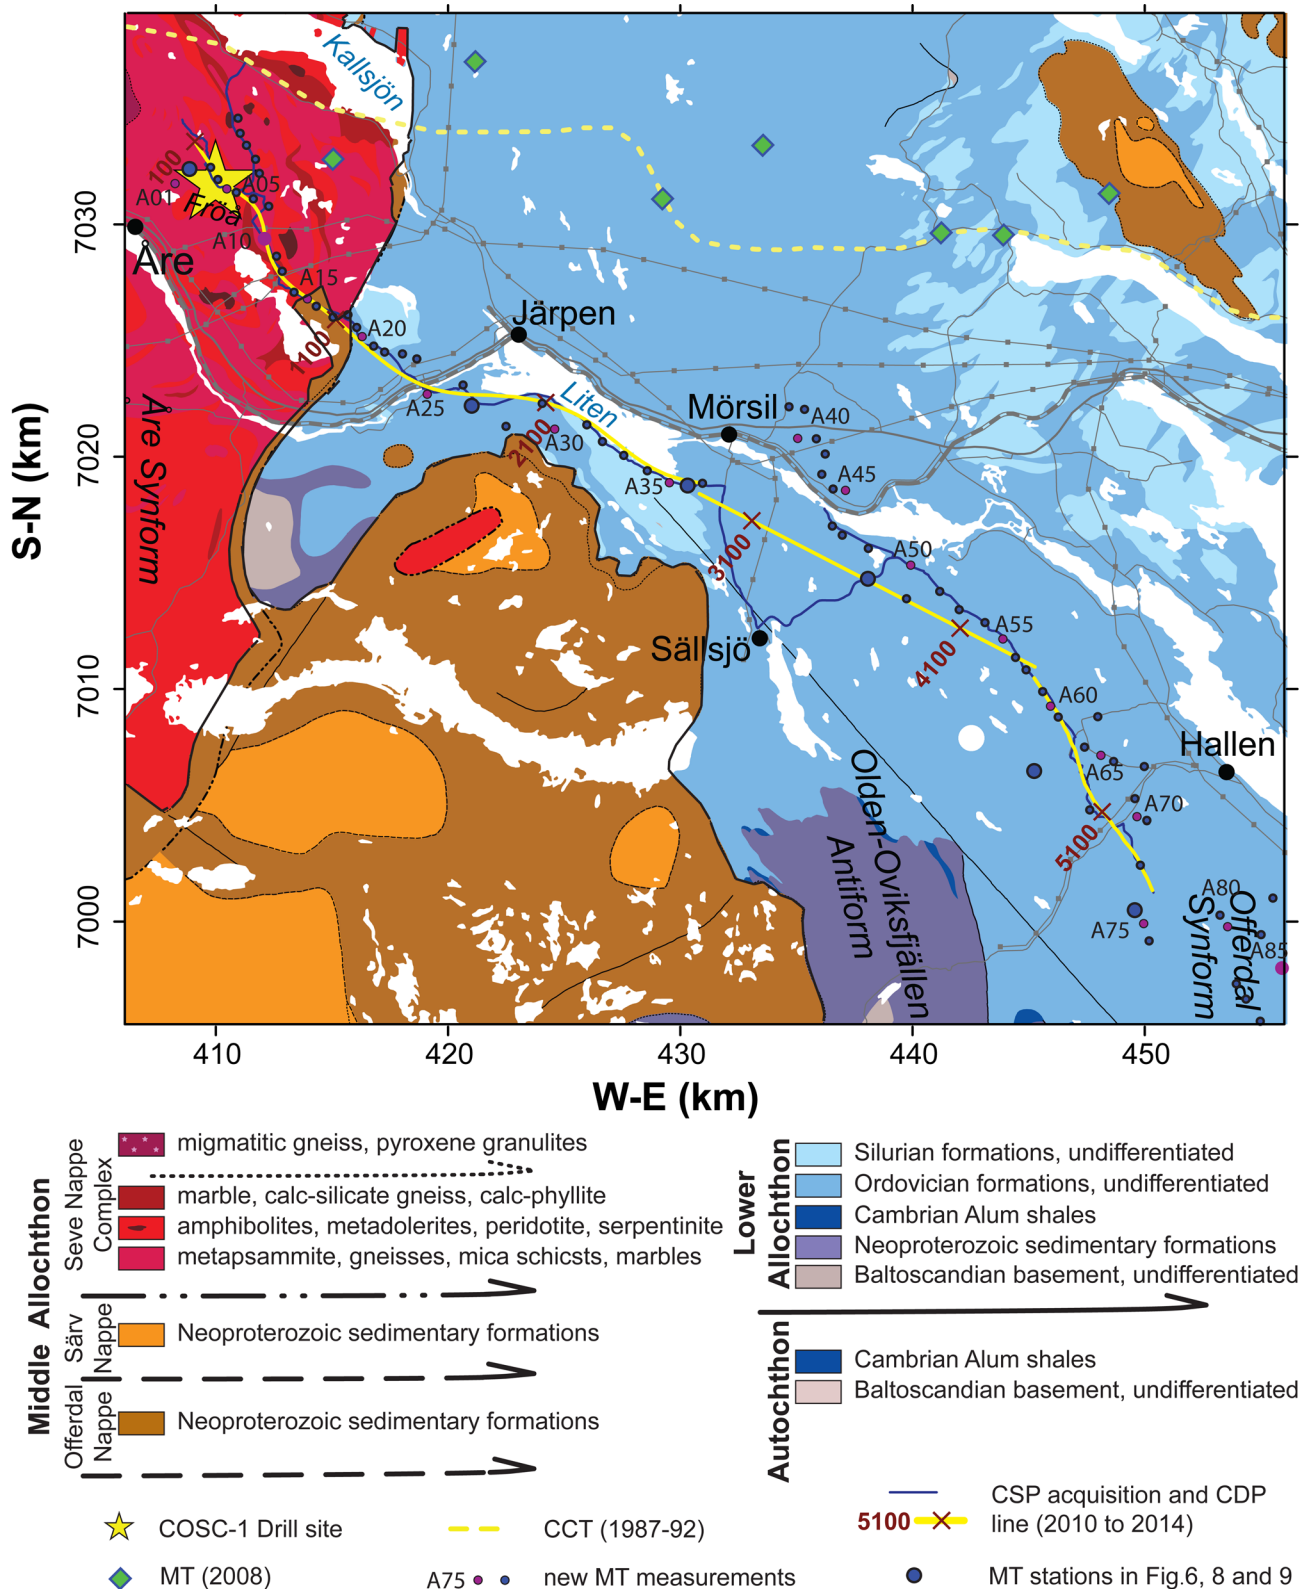 Kallsjön
100
A01
A05
Fröå
A10
Åre
A15
1100
A20
Järpen
A25
Liten
2100
A30
Mörsil
A40
A35
A45
Åre Synform
3100
A50
Sällsjö
A55
4100
A60
Hallen
A65
A70
5100
Olden-Oviksfjällen
Antiform
A75
A80
A85
Offerdal
Synform
7030
7020
7010
7000
S-N (km)
410
420
430
440
450
W-E (km)
Middle Allochthon
Seve Nappe
Complex
migmatitic gneiss, pyroxene granulites
marble, calc-silicate gneiss, calc-phyllite
amphibolites, metadolerites, peridotite, serpentinite
metapsammite, gneisses, mica schicsts, marbles
Särv
Nappe
Neoproterozoic sedimentary formations
Offerdal
Nappe
Neoproterozoic sedimentary formations
Lower
Allochthon
Silurian formations, undifferentiated
Ordovician formations, undifferentiated
Cambrian Alum shales
Neoproterozoic sedimentary formations
Baltoscandian basement, undifferentiated
Autochthon
Cambrian Alum shales
Baltoscandian basement, undifferentiated
COSC-1 Drill site
CCT (1987-92)
5100
CSP acquisition and CDP
line (2010 to 2014)
MT (2008)
A75
new MT measurements
MT stations in Fig.6, 8 and 9